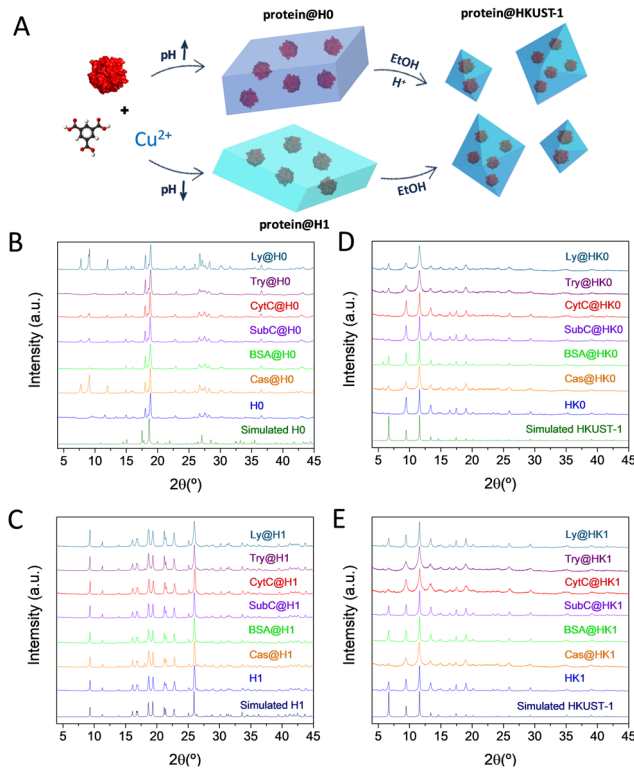 A
protein@H0
protein@HKUST-1
pH
EtOH
H+
+
Cu2+
pH
EtOH
protein@H1
B
Intensity (a.u.)
Ly@H0
Try@H0
CytC@H0
SubC@H0
BSA@H0
Cas@H0
H0
Simulated H0
5 10 15 20 25 30 35 40 45
2θ(º)
D
Intensity (a.u.)
Ly@HK0
Try@HK0
CytC@HK0
SubC@HK0
BSA@HK0
Cas@HK0
HK0
Simulated HKUST-1
5 10 15 20 25 30 35 40 45
2θ(º)
C
Intensity (a.u.)
Ly@H1
Try@H1
CytC@H1
SubC@H1
BSA@H1
Cas@H1
H1
Simulated H1
5 10 15 20 25 30 35 40 45
2θ(º)
E
Intensity (a.u.)
Ly@HK1
Try@HK1
CytC@HK1
SubC@HK1
BSA@HK1
Cas@HK1
HK1
Simulated HKUST-1
5 10 15 20 25 30 35 40 45
2θ(º)